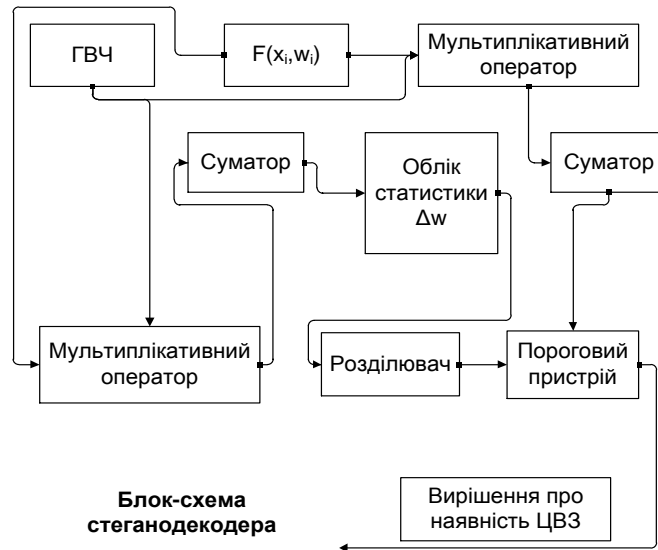 ГВЧ
F(xᵢ,wᵢ)
Мультиплікативний
оператор
Суматор
Облік
статистики
Δw
Суматор
Мультиплікативний
оператор
Розділювач
Пороговий
пристрій
Блок-схема
стеганодекодера
Вирішення про
наявність ЦВЗ